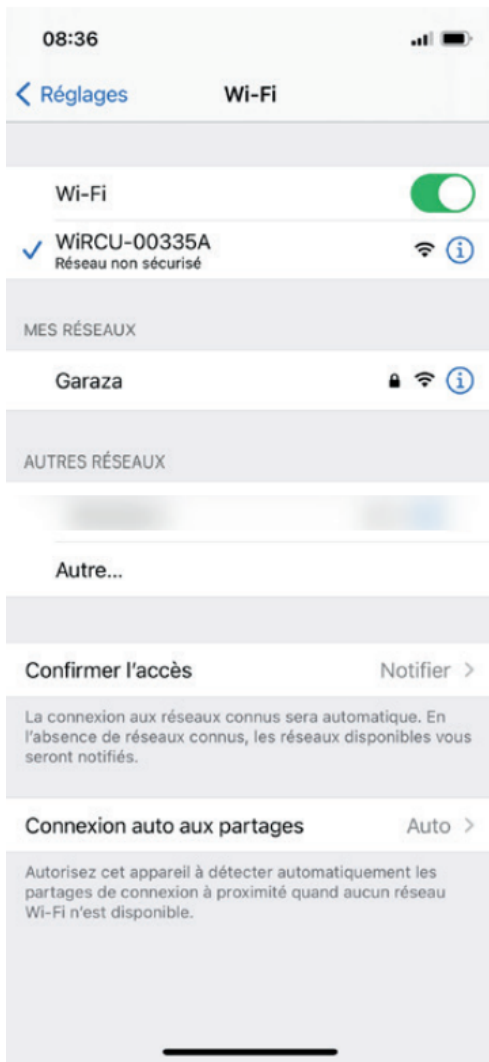 08:36
Réglages
Wi-Fi
Wi-Fi
WiRCU-00335A
Réseau non sécurisé
MES RÉSEAUX
Garaza
AUTRES RÉSEAUX
Autre...
Confirmer l'accès
Notifier
La connexion aux réseaux connus sera automatique. En
l'absence de réseaux connus, les réseaux disponibles vous
seront notifiés.
Connexion auto aux partages
Auto
Autorisez cet appareil à détecter automatiquement les
partages de connexion à proximité quand aucun réseau
Wi-Fi n'est disponible.